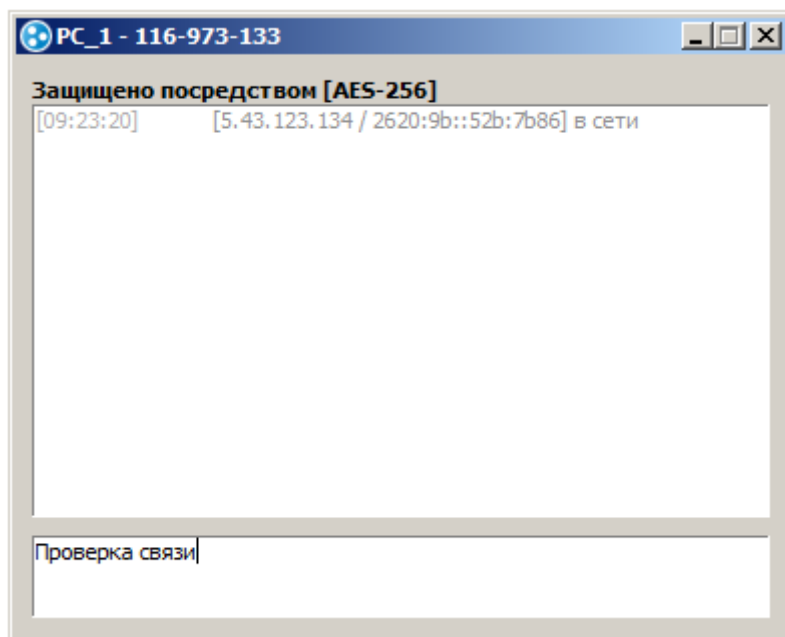 PC_1 - 116-973-133
Защищено посредством [AES-256]
[09:23:20] [5.43.123.134 / 2620:9b::52b:7b86] в сети
Проверка связи